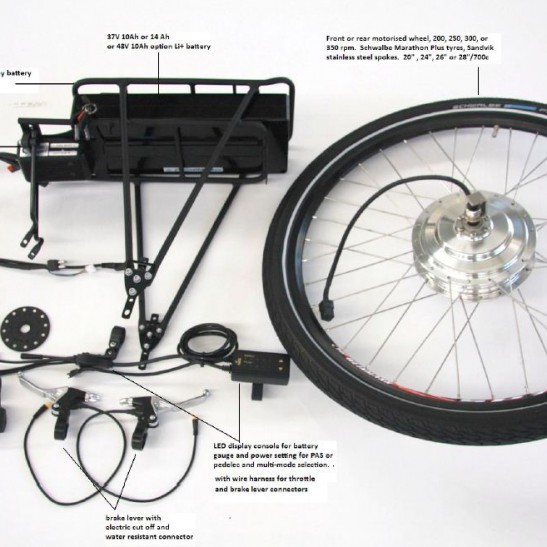 37V 10Ah or 14 Ah
or 48V 10Ah option Li+ battery
Front or rear motorised wheel, 200, 250, 300, or
350 rpm. Schwalbe Marathon Plus tyres, Sandvik
stainless steel spokes. 20" , 24", 26" or 28"/700c
battery
SCHWALBE
LED display console for battery
gauge and power setting for PAS or
pedelec and multi-mode selection. .
with wire harness for throttle
and brake lever connectors
brake lever with
electric cut off and
water resistant connector